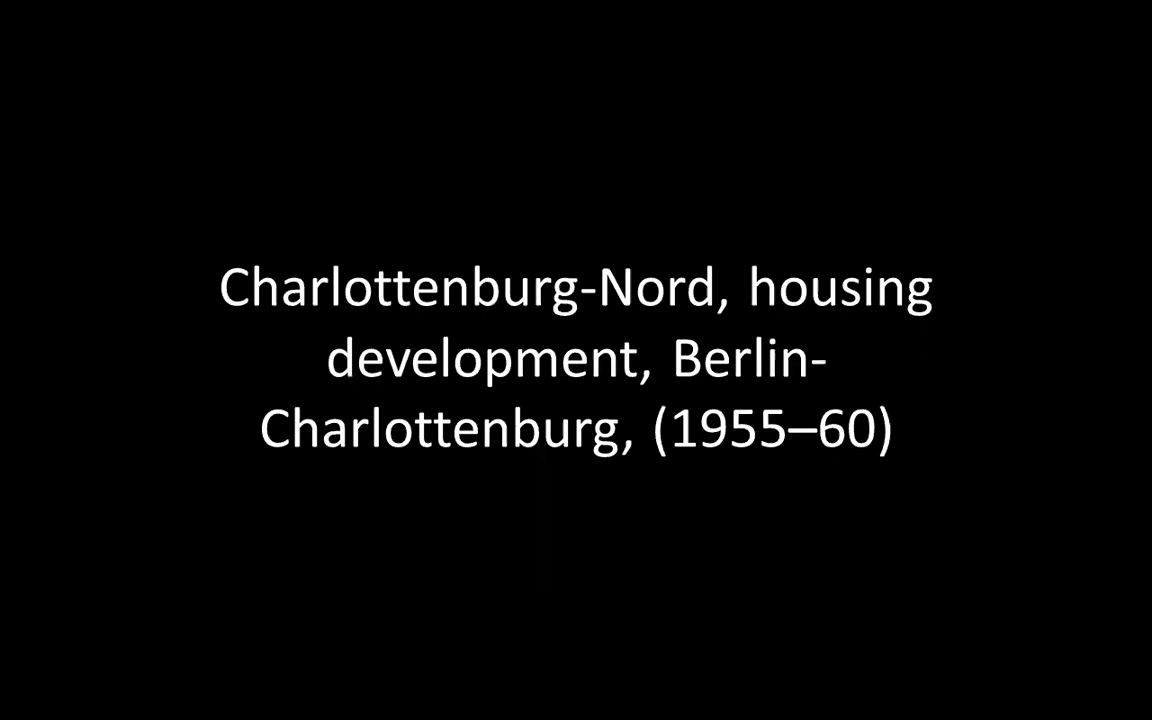 Charlottenburg-Nord, housing
development, Berlin-
Charlottenburg, (1955–60)